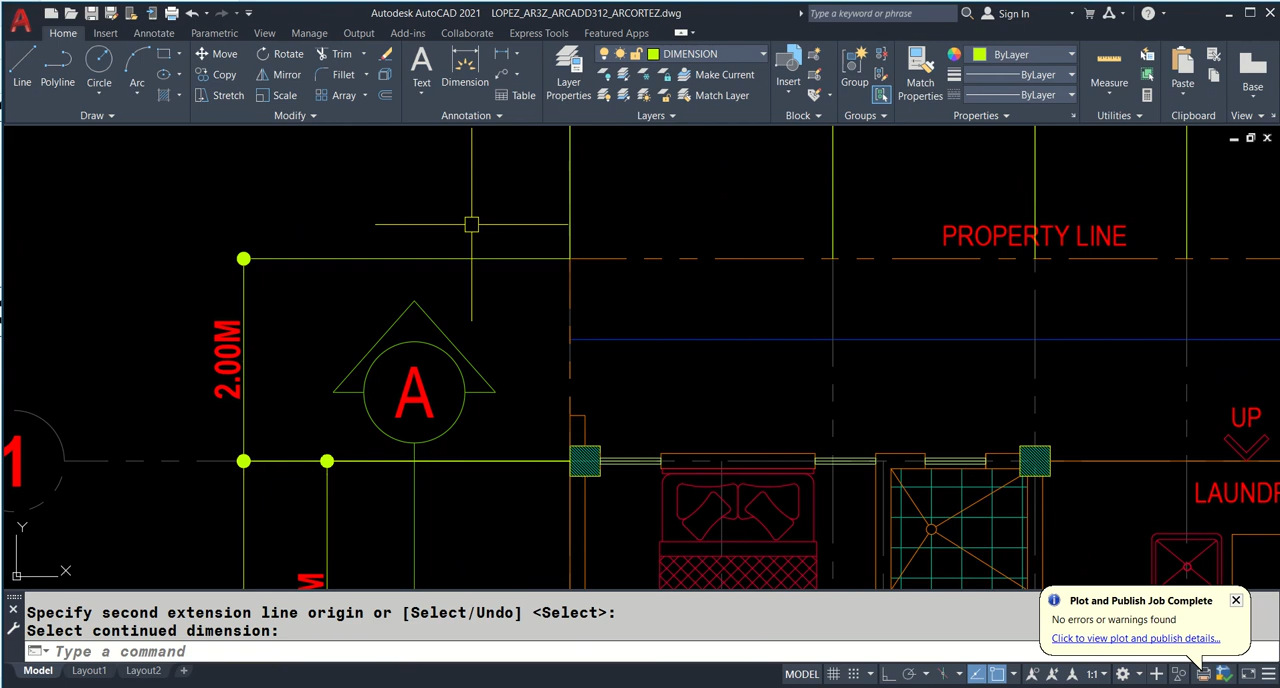 Autodesk AutoCAD 2021 LOPEZ_AR3Z_ARCADD312_ARCORTEZ.dwg
Type a keyword or phrase
Sign In
Home Insert Annotate Parametric View Manage Output Add-ins Collaborate Express Tools Featured Apps
Line
Polyline
Circle
Arc
Draw
Move
Rotate
Trim
Copy
Mirror
Fillet
Stretch
Scale
Array
Modify
Text
Dimension
Table
Annotation
Layer
Properties
DIMENSION
Make Current
Match Layer
Layers
Insert
Block
Group
Groups
Match
Properties
ByLayer
ByLayer
ByLayer
Properties
Measure
Utilities
Paste
Clipboard
Base
View
PROPERTY LINE
2.00M
A
1
UP
LAUNDR
M
Y
X
Specify second extension line origin or [Select/Undo] <Select>:
Select continued dimension:
Type a command
Plot and Publish Job Complete
No errors or warnings found
Click to view plot and publish details...
Model Layout1 Layout2 +
MODEL
1:1